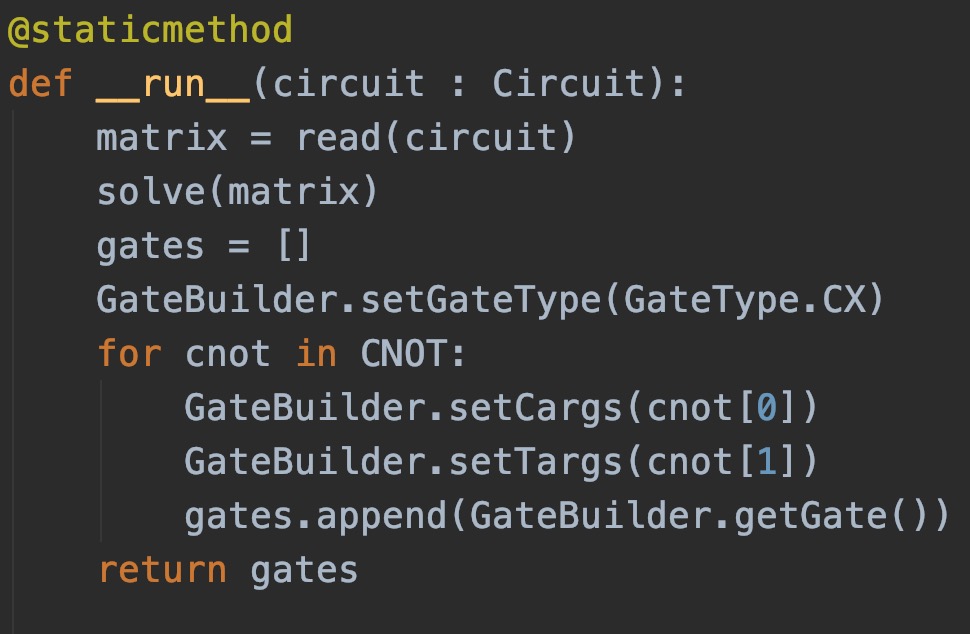 @staticmethod
def __run__(circuit : Circuit):
    matrix = read(circuit)
    solve(matrix)
    gates = []
    GateBuilder.setGateType(GateType.CX)
    for cnot in CNOT:
        GateBuilder.setCargs(cnot[0])
        GateBuilder.setTargs(cnot[1])
        gates.append(GateBuilder.getGate())
    return gates